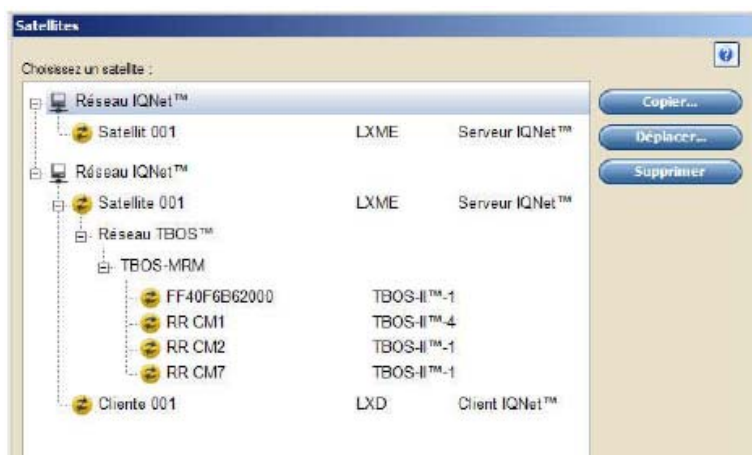 Satellites
Choisissez un satelite :
Réseau IQNet™
Satellit 001 LXME Serveur IQNet™
Réseau IQNet™
Satellite 001 LXME Serveur IQNet™
Réseau TBOS™
TBOS-MRM
FF40F6B62000 TBOS-II™-1
RR CM1 TBOS-II™-4
RR CM2 TBOS-II™-1
RR CM7 TBOS-II™-1
Cliente 001 LXD Client IQNet™
Copier...
Déplacer...
Supprimer